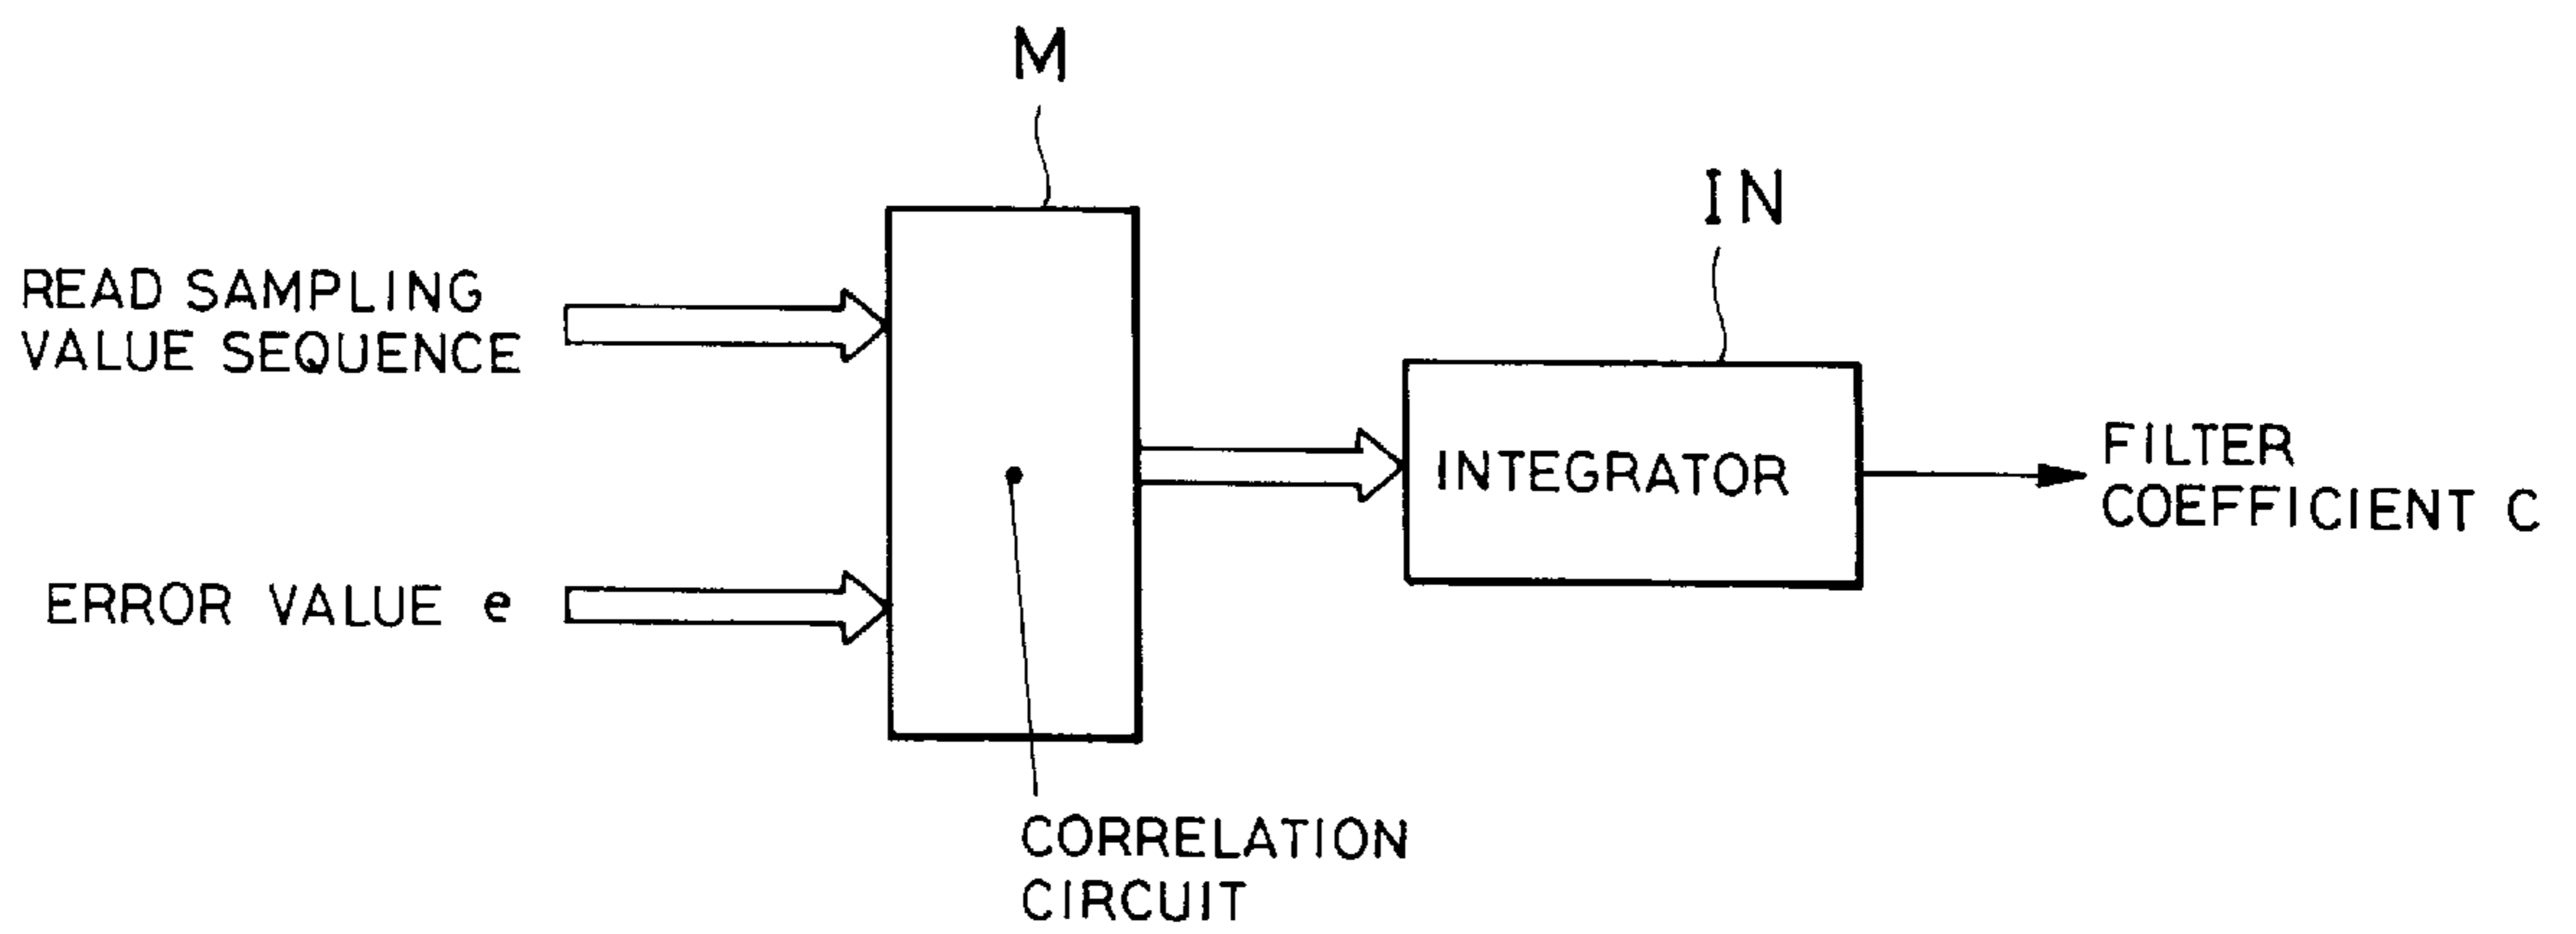 M
IN
READ SAMPLING
VALUE SEQUENCE
INTEGRATOR
FILTER
COEFFICIENT C
ERROR VALUE e
CORRELATION
CIRCUIT